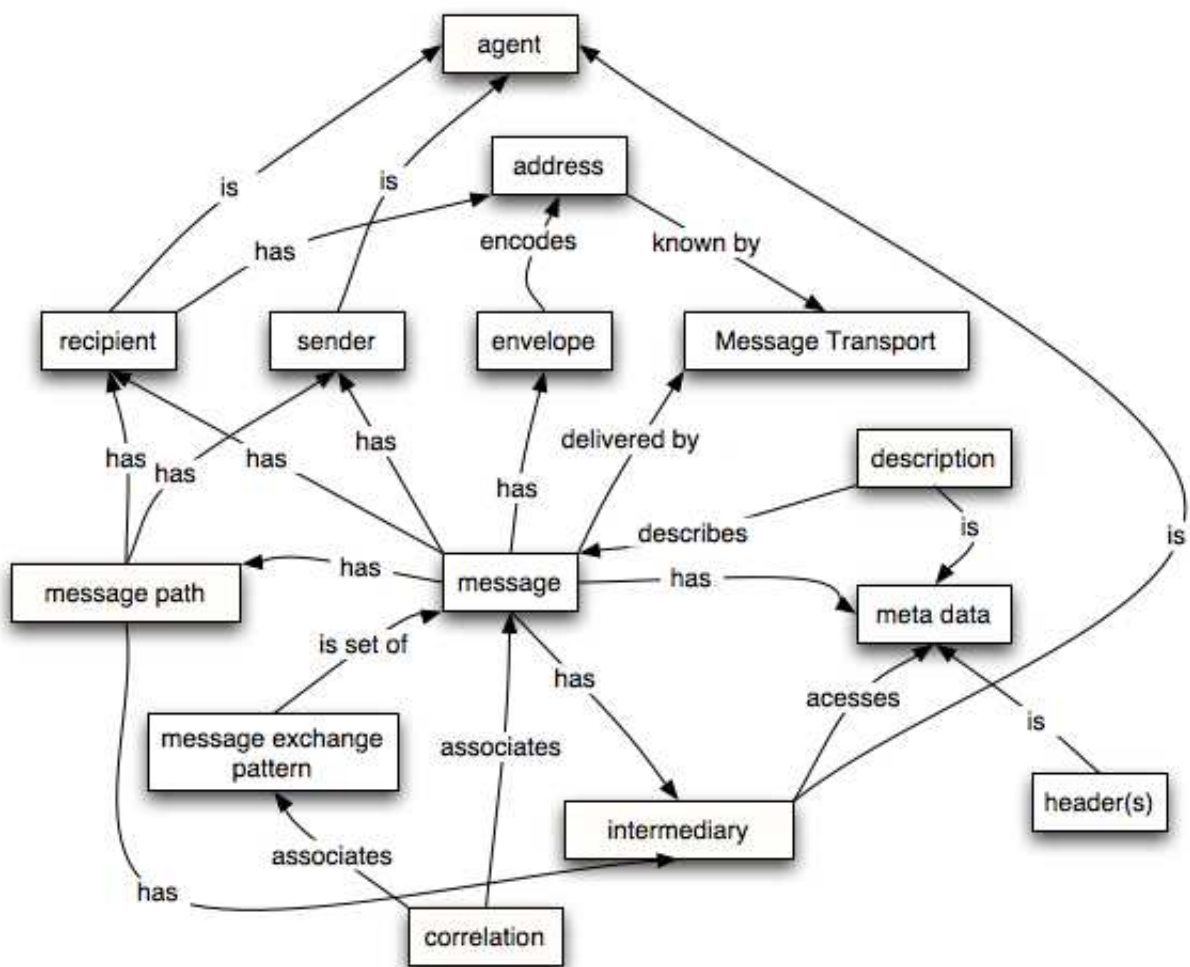 agent
address
is
is
encodes
known by
has
recipient
sender
envelope
Message Transport
has
delivered by
description
has
has
has
has
describes
is
is
message path
has
message
has
meta data
is set of
has
acesses
message exchange
pattern
associates
is
header(s)
intermediary
associates
has
correlation